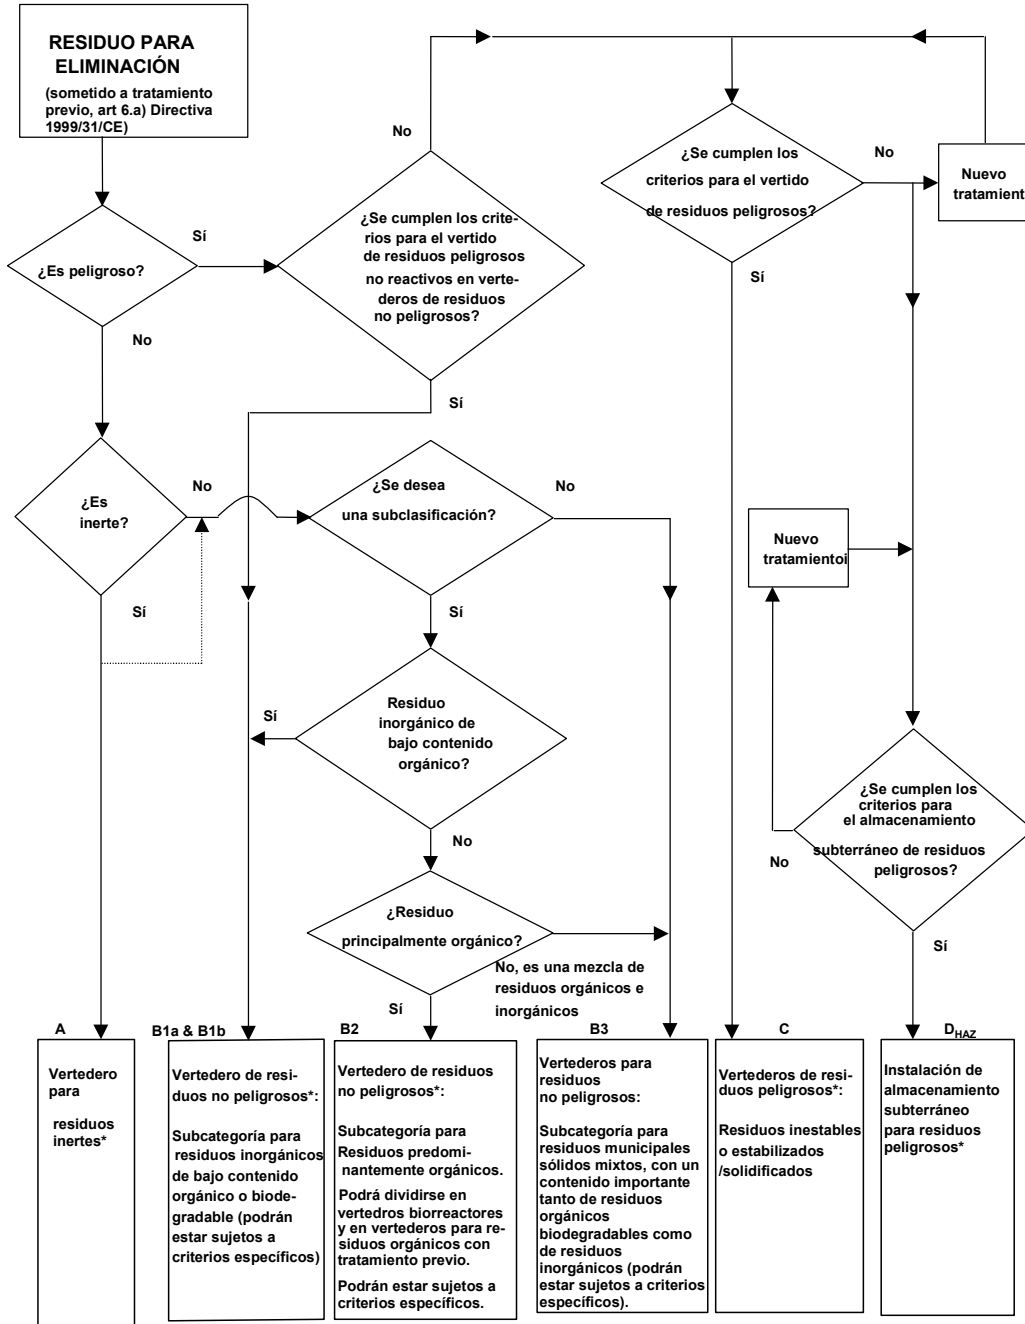 RESIDUO PARA
ELIMINACIÓN
(sometido a tratamiento
previo, art 6.a) Directiva
1999/31/CE)
No
¿Se cumplen los
criterios para el vertido
de residuos peligrosos?
No
Nuevo
tratamient
Sí
¿Es peligroso?
Sí
¿Se cumplen los crite-
rios para el vertido
de residuos peligrosos
no reactivos en verte-
deros de residuos
no peligrosos?
No
Sí
¿Es
inerte?
No
Sí
¿Se desea
una subclasificación?
No
Sí
Nuevo
tratamientoi
Residuo
inorgánico de
bajo contenido
orgánico?
Sí
No
¿Se cumplen los
criterios para
el almacenamiento
subterráneo de residuos
peligrosos?
No
Sí
¿Residuo
principalmente orgánico?
No, es una mezcla de
residuos orgánicos e
inorgánicos
Sí
A
Vertedero
para
residuos
inertes*
B1a & B1b
Vertedero de resi-
duos no peligrosos*:
Subcategoría para
residuos inorgánicos
de bajo contenido
orgánico o biode-
gradable (podrán
estar sujetos a
criterios específicos)
B2
Vertedero de residuos
no peligrosos*:
Subcategoría para
Residuos predomi-
nantemente orgánicos.
Podrá dividirse en
vertedros biorreactores
y en vertederos para re-
siduos orgánicos con
tratamiento previo.
Podrán estar sujetos a
criterios específicos.
B3
Vertederos para
residuos
no peligrosos:
Subcategoría para
residuos municipales
sólidos mixtos, con un
contenido importante
tanto de residuos
orgánicos
biodegradables como
de residuos
inorgánicos (podrán
estar sujetos a criterios
específicos).
C
Vertederos de resi-
duos peligrosos*:
Residuos inestables
o estabilizados
/solidificados
DHAZ
Instalación de
almacenamiento
subterráneo
para residuos
peligrosos*